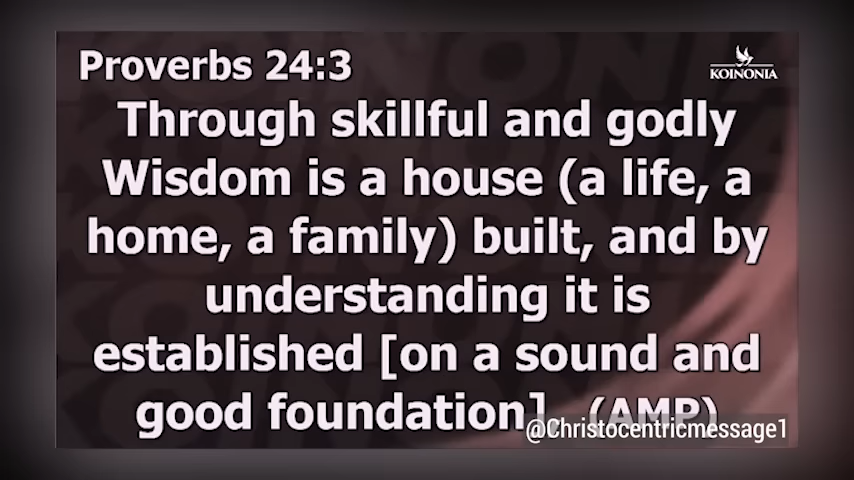 Proverbs 24:3
KOINONIA
Through skillful and godly
Wisdom is a house (a life, a
home, a family) built, and by
understanding it is
established [on a sound and
good foundation]. (AMP)
@Christocentricmessage1